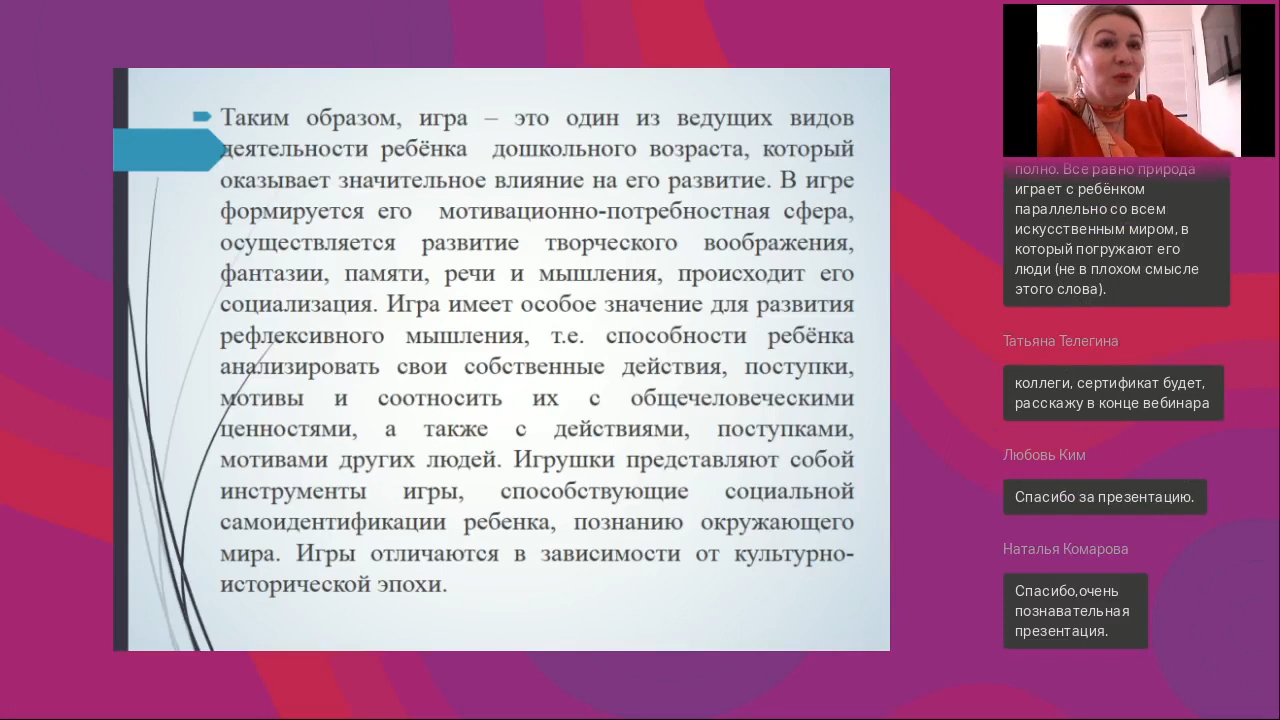 Таким образом, игра – это один из ведущих видов
деятельности ребёнка дошкольного возраста, который
оказывает значительное влияние на его развитие. В игре
формируется его мотивационно-потребностная сфера,
осуществляется развитие творческого воображения,
фантазии, памяти, речи и мышления, происходит его
социализация. Игра имеет особое значение для развития
рефлексивного мышления, т.е. способности ребёнка
анализировать свои собственные действия, поступки,
мотивы и соотносить их с общечеловеческими
ценностями, а также с действиями, поступками,
мотивами других людей. Игрушки представляют собой
инструменты игры, способствующие социальной
самоидентификации ребенка, познанию окружающего
мира. Игры отличаются в зависимости от культурно-
исторической эпохи.
полно. Все равно природа
играет с ребёнком
параллельно со всем
искусственным миром, в
который погружают его
люди (не в плохом смысле
этого слова).
Татьяна Телегина
коллеги, сертификат будет,
расскажу в конце вебинара
Любовь Ким
Спасибо за презентацию.
Наталья Комарова
Спасибо,очень
познавательная
презентация.